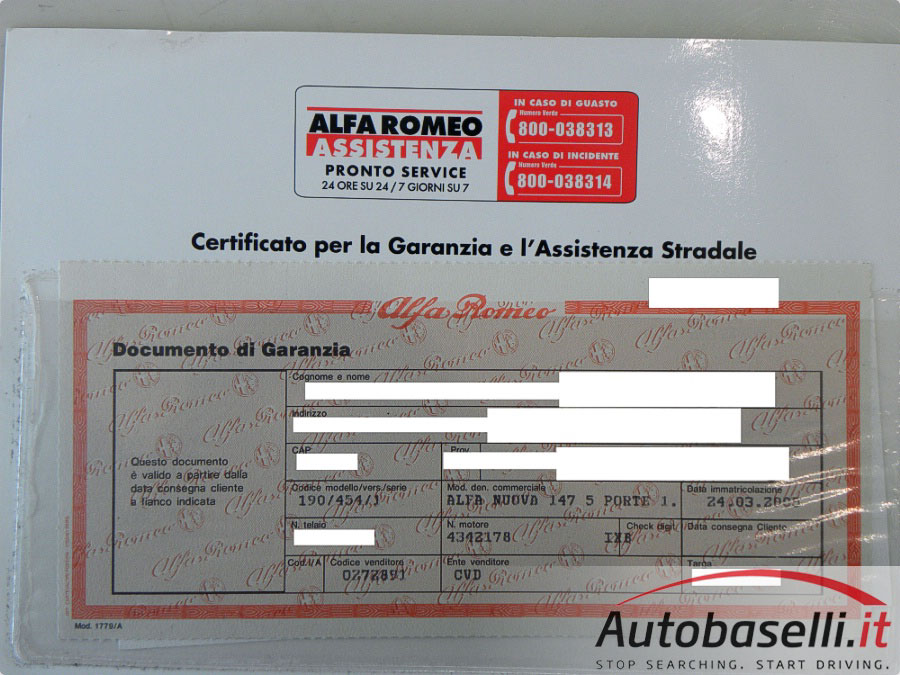 ALFA ROMEO
ASSISTENZA
PRONTO SERVICE
24 ORE SU 24 / 7 GIORNI SU 7
IN CASO DI GUASTO
Numero Verde
800-038313
IN CASO DI INCIDENTE
Numero Verde
800-038314
Certificato per la Garanzia e l'Assistenza Stradale
Alfa Romeo
Documento di Garanzia
Cognome e nome
Indirizzo
CAP
Prov.
Questo documento
è valido a partire dalla
data consegna cliente
a fianco indicata
Codice modello/vers./serie
190/454/1
Mod. den. commerciale
ALFA NUOVA 147 5 PORTE 1.
Data immatricolazione
24.03.
N. telaio
N. motore
4342178
Check digit
Data consegna Cliente
Cod. I/A
Codice venditore
0272891
Ente venditore
CVD
Targa
Mod. 1779/A
Autobaselli.it
STOP SEARCHING. START DRIVING.